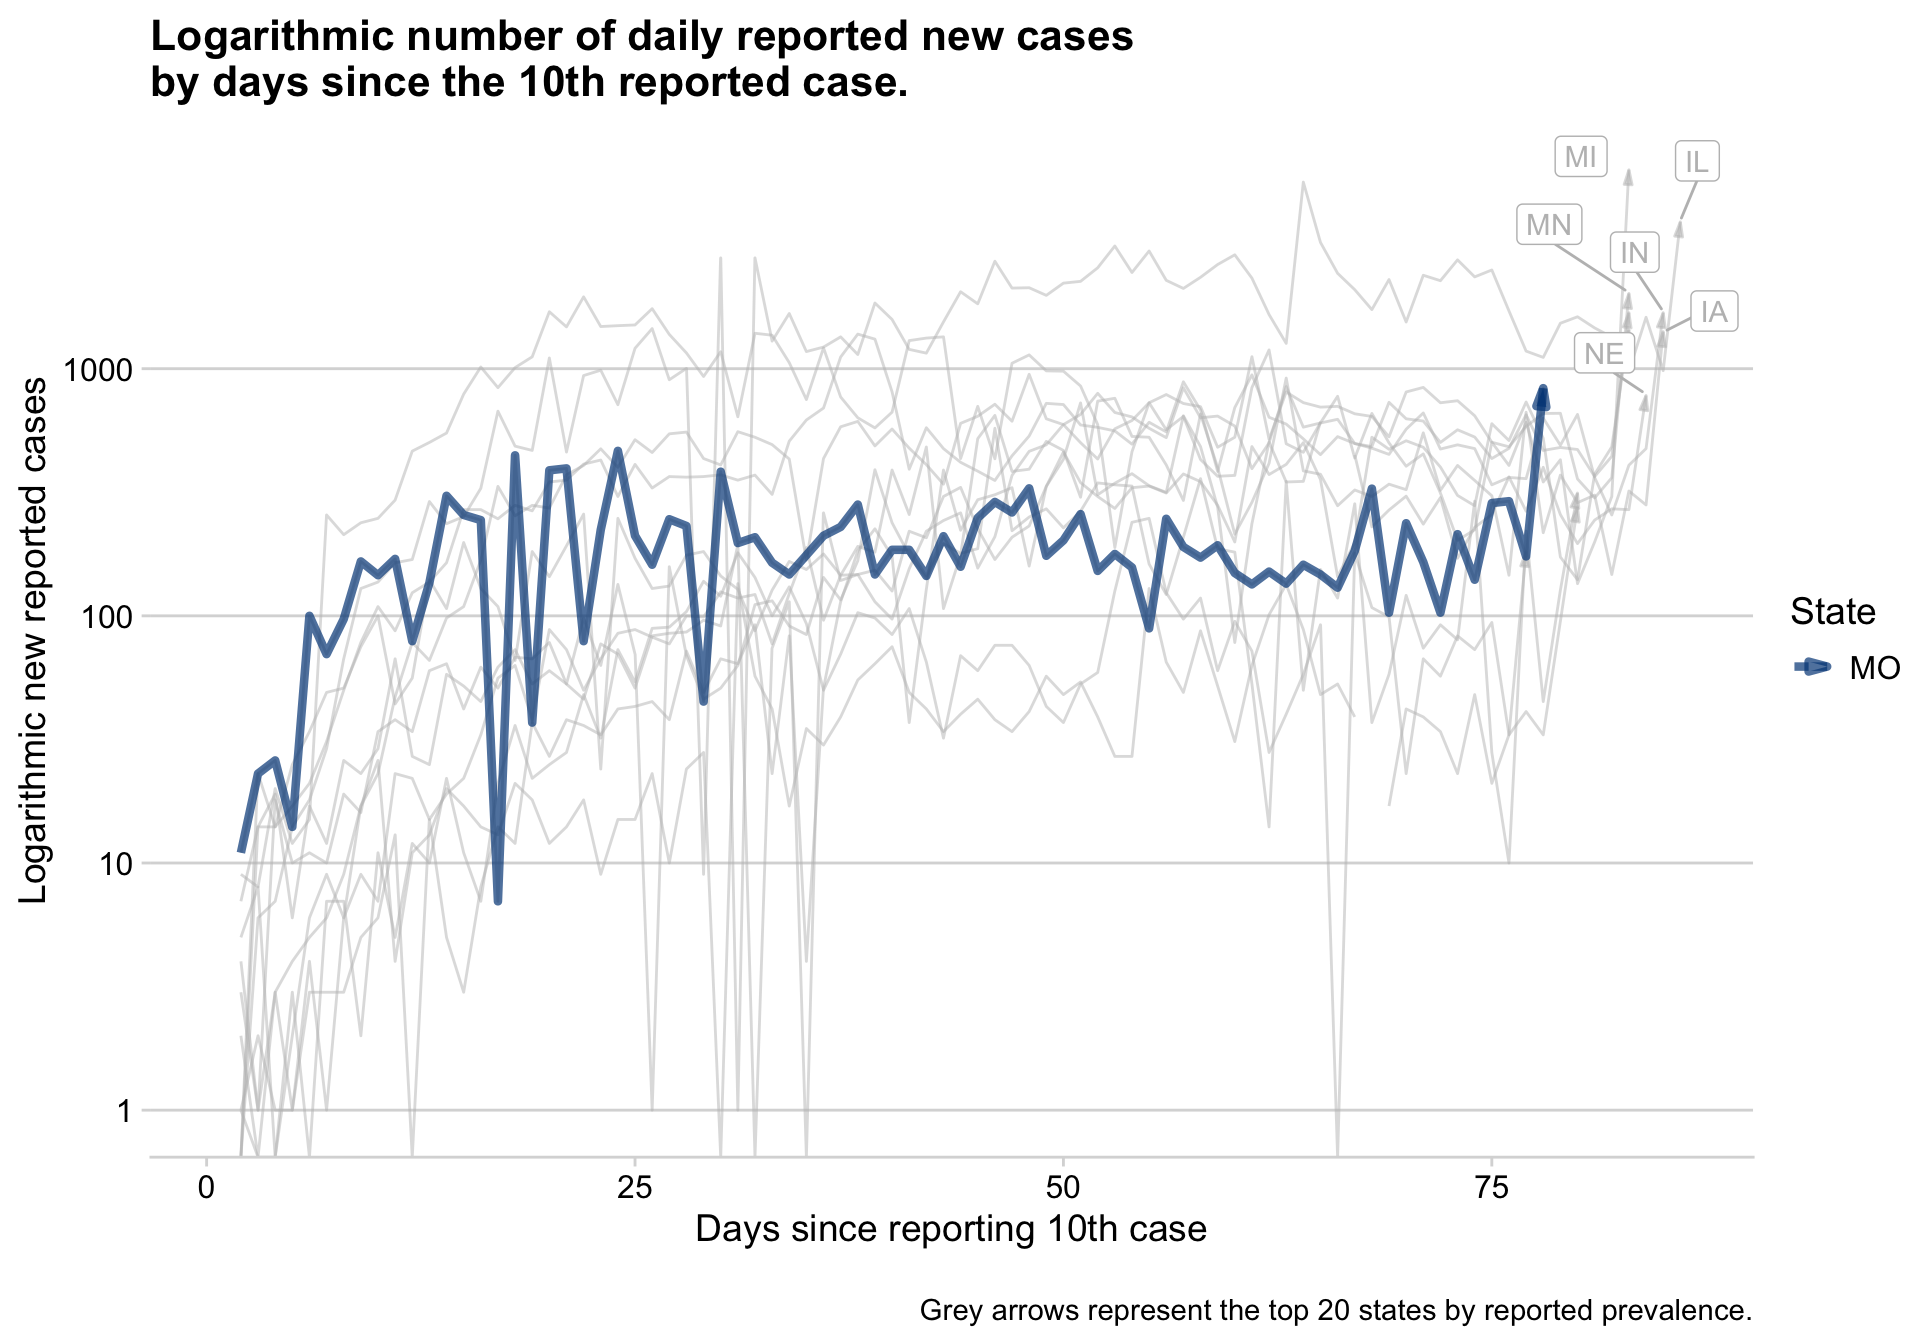 Logarithmic number of daily reported new cases
by days since the 10th reported case.
MI
IL
MN
IN
IA
NE
Logarithmic new reported cases
1000
100
10
1
0
25
50
75
Days since reporting 10th case
State
MO
Grey arrows represent the top 20 states by reported prevalence.